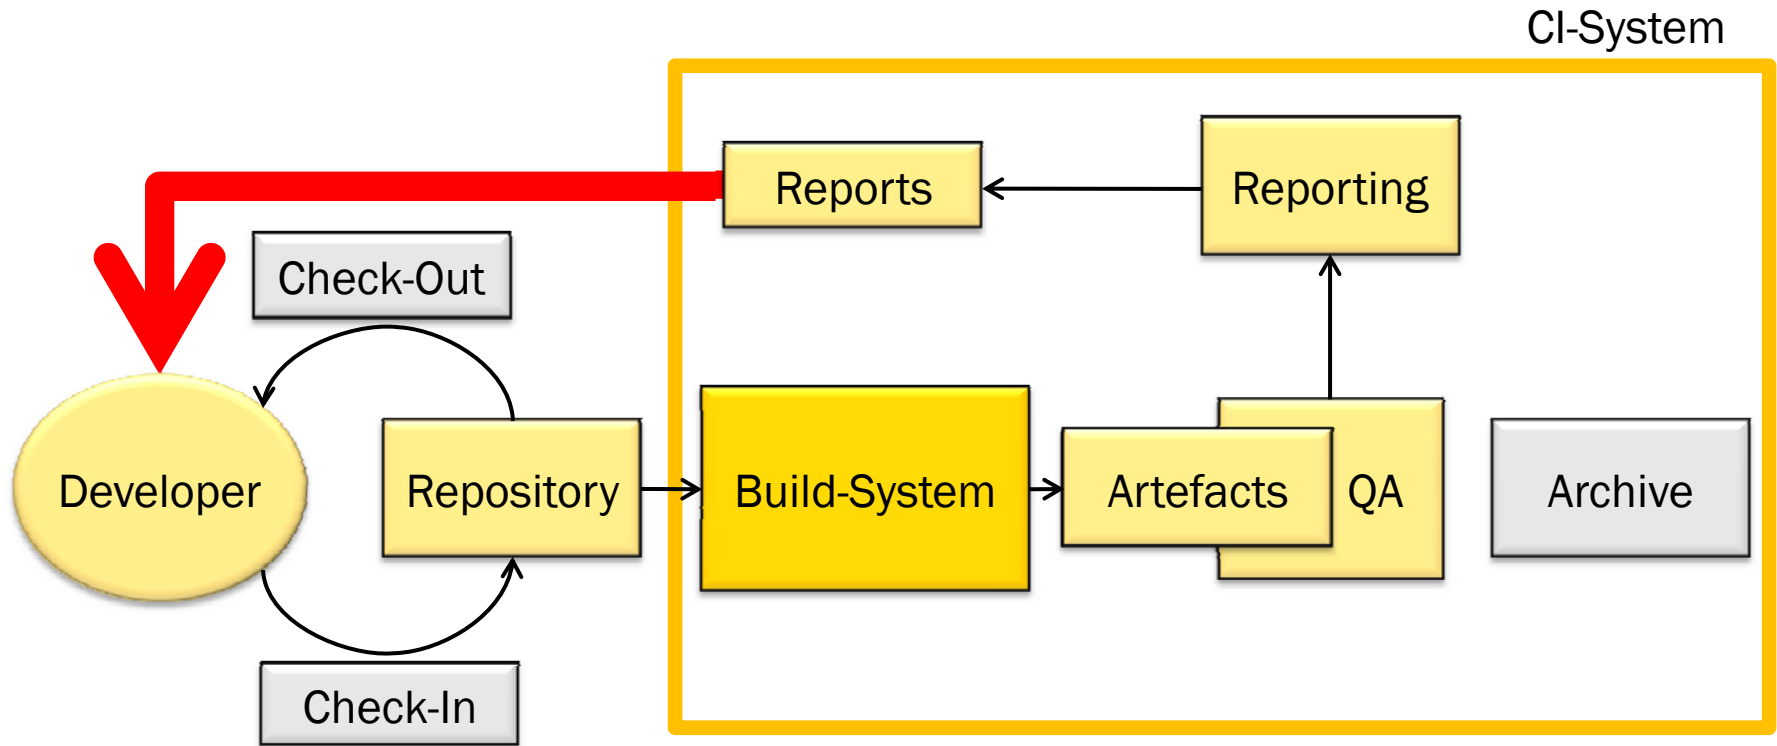 CI-System
Reports
Reporting
Check-Out
Developer
Repository
Build-System
Artefacts
QA
Archive
Check-In